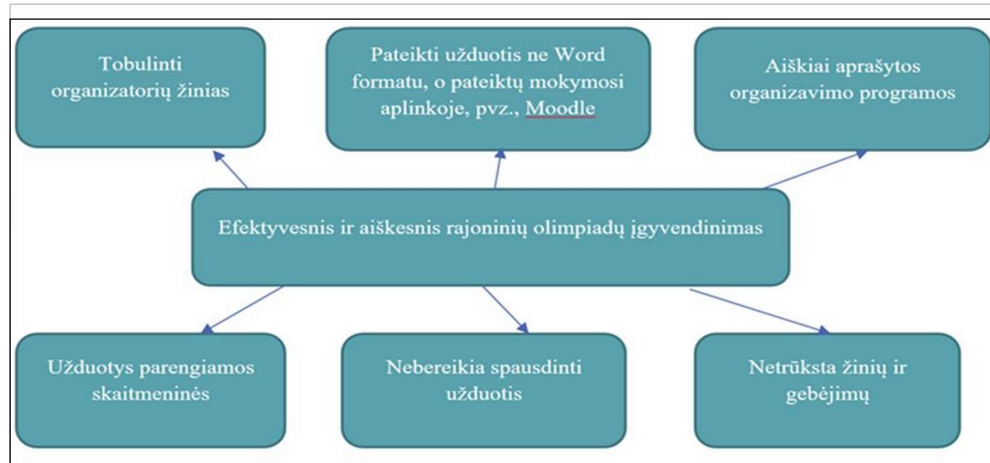 Tobulinti
organizatorių žinias
Pateikti užduotis ne Word
formatu, o pateiktų mokymosi
aplinkoje, pvz., Moodle
Aiškiai aprašytos
organizavimo programos
Efektyvesnis ir aiškesnis rajoninių olimpiadų įgyvendinimas
Užduotys parengiamos
skaitmeninės
Nebereikia spausdinti
užduotis
Netrūksta žinių ir
gebėjimų